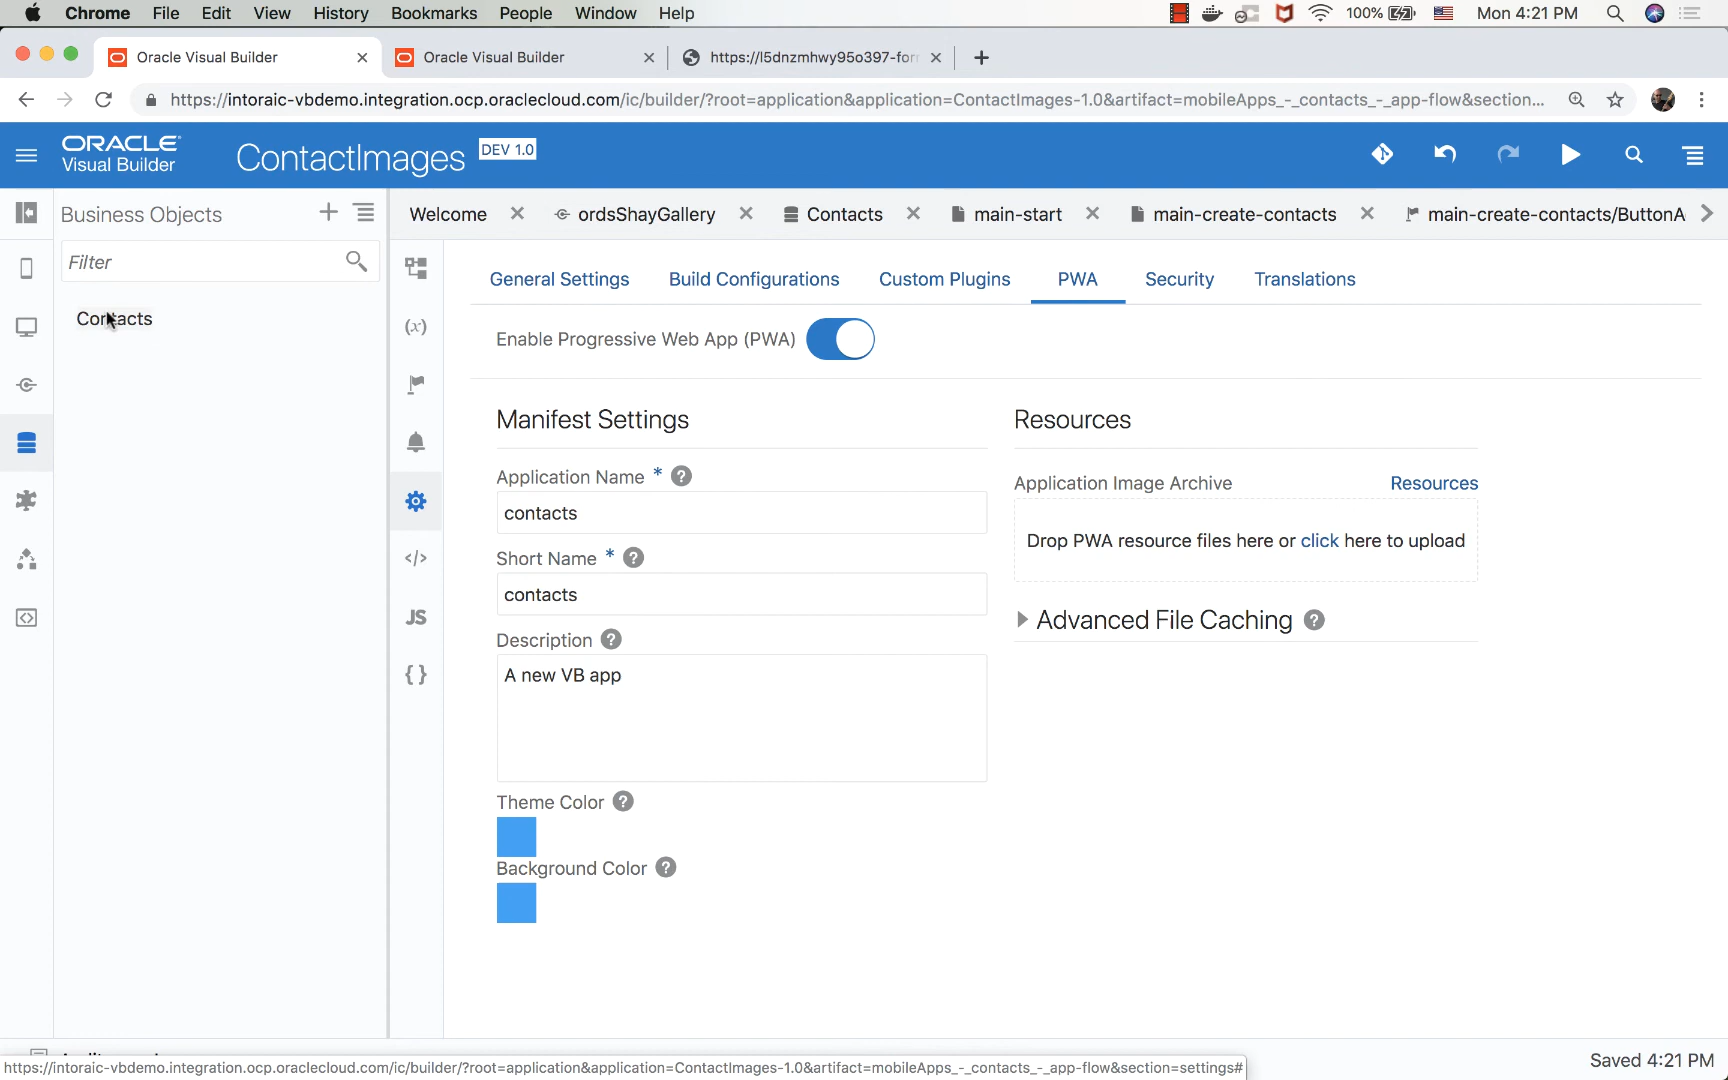 Chrome File Edit View History Bookmarks People Window Help 100% Mon 4:21 PM
Oracle Visual Builder Oracle Visual Builder https://l5dnzmhwy95o397-for
https://intoraic-vbdemo.integration.ocp.oraclecloud.com/ic/builder/?root=application&application=ContactImages-1.0&artifact=mobileApps_-_contacts_-_app-flow&section...
ORACLE
Visual Builder
ContactImages DEV 1.0
Business Objects
Welcome ordsShayGallery Contacts main-start main-create-contacts main-create-contacts/ButtonA
Filter
Contacts
(x)
JS
General Settings Build Configurations Custom Plugins PWA Security Translations
Enable Progressive Web App (PWA)
Manifest Settings
Application Name * ?
contacts
Short Name * ?
contacts
Description ?
A new VB app
Theme Color ?
Background Color ?
Resources
Application Image Archive Resources
Drop PWA resource files here or click here to upload
Advanced File Caching ?
https://intoraic-vbdemo.integration.ocp.oraclecloud.com/ic/builder/?root=application&application=ContactImages-1.0&artifact=mobileApps_-_contacts_-_app-flow&section=settings#
Saved 4:21 PM